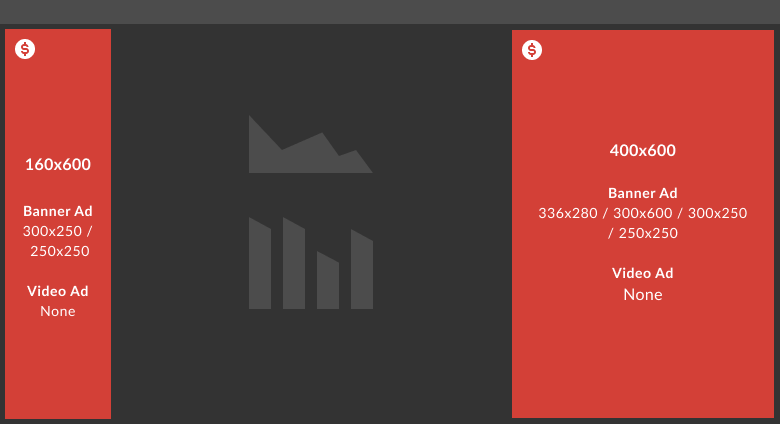 $
160x600
Banner Ad
300x250 /
250x250
Video Ad
None
$
400x600
Banner Ad
336x280 / 300x600 / 300x250
/ 250x250
Video Ad
None